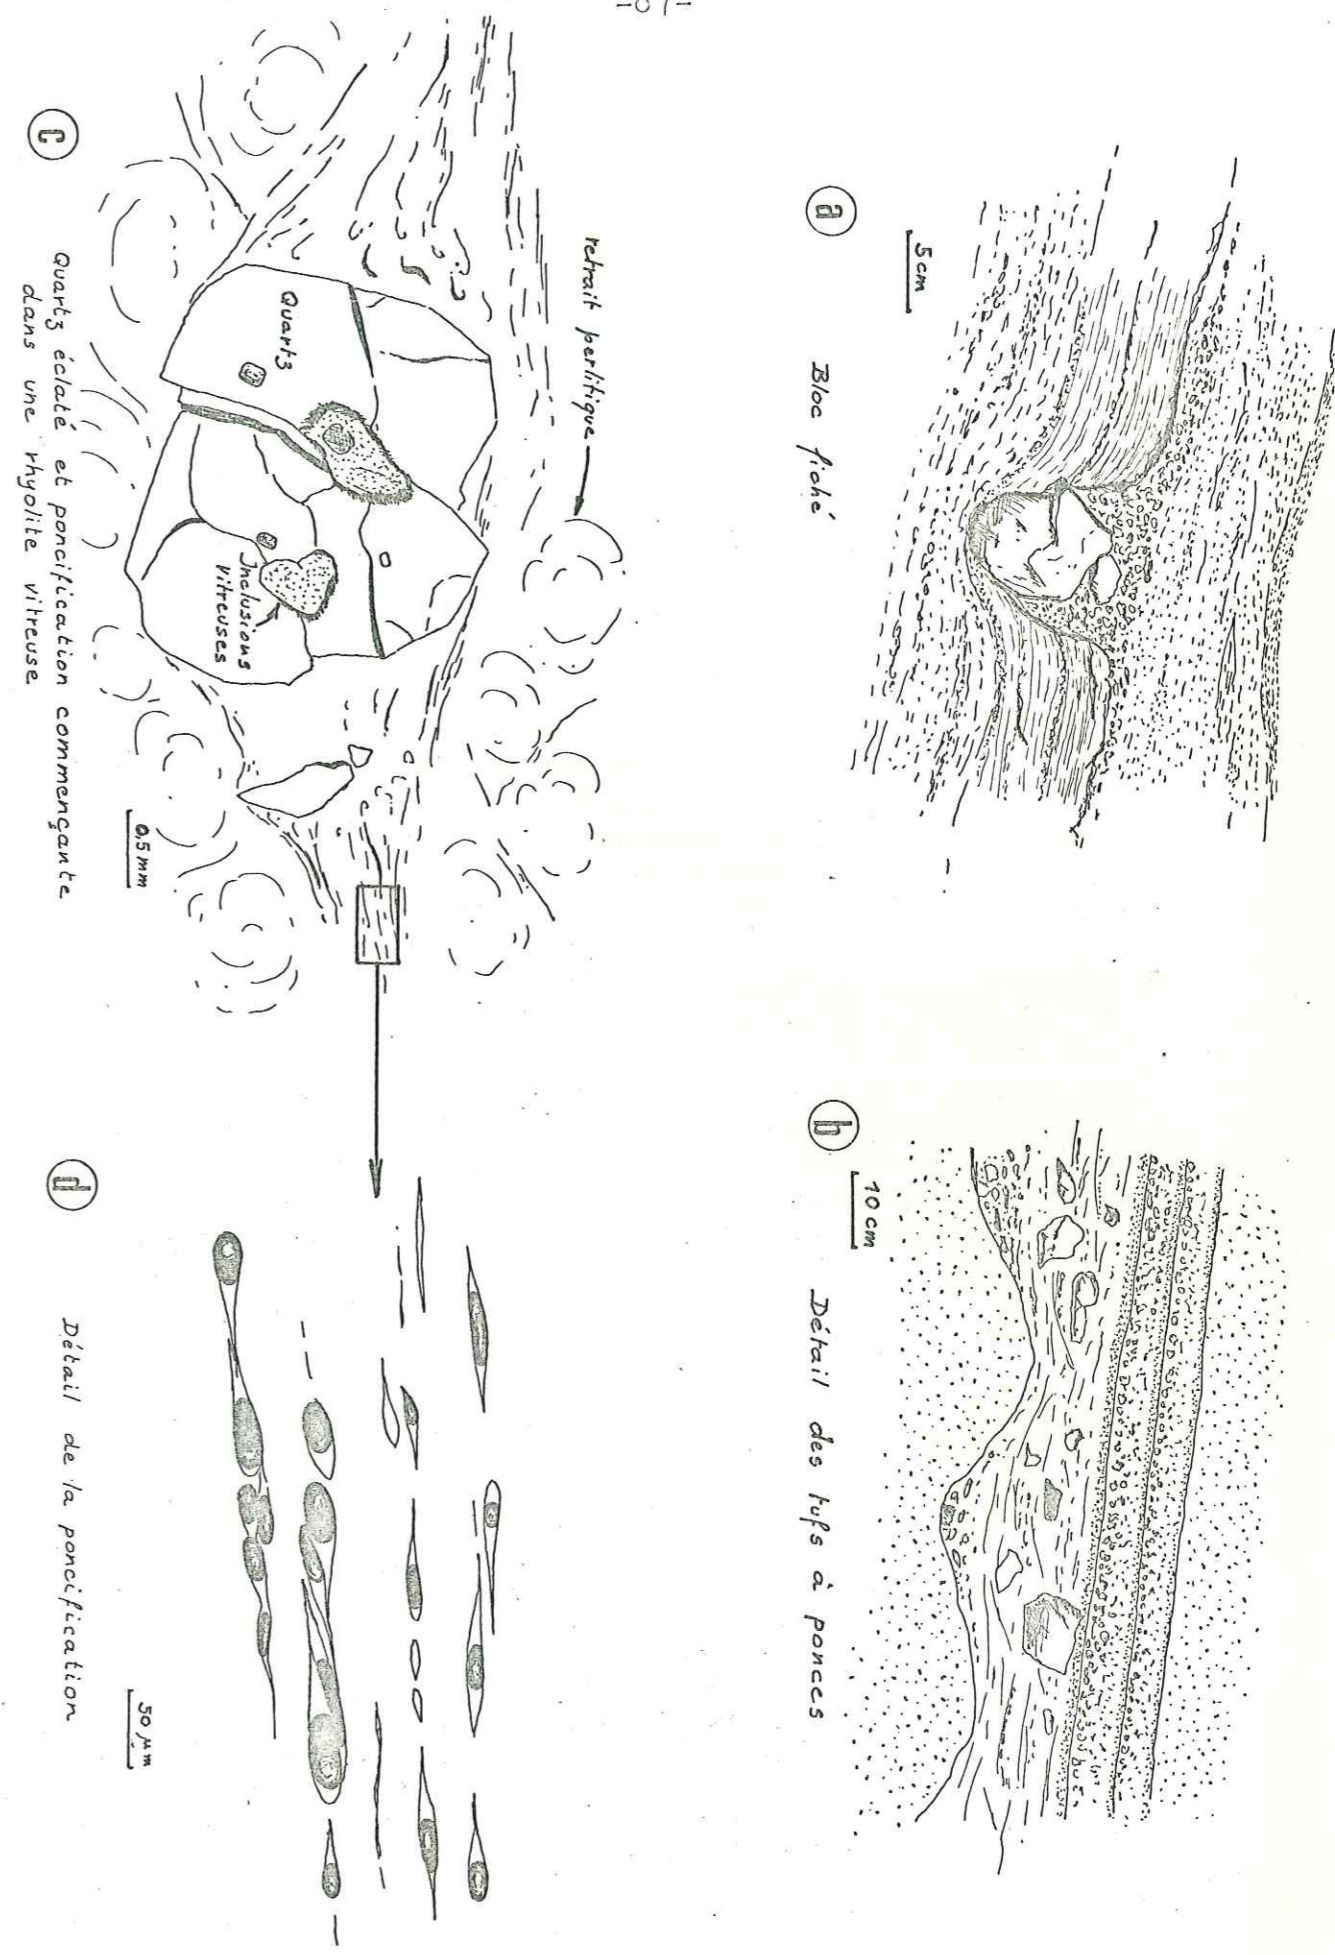 a
5 cm
Bloc fiché
b
10 cm
Détail des tufs à ponces
retrait perlitique
Quartz
Inclusions
vitreuses
0,5 mm
c
Quartz éclaté et poncification commençante
dans une rhyolite vitreuse
d
50 µm
Détail de la poncification